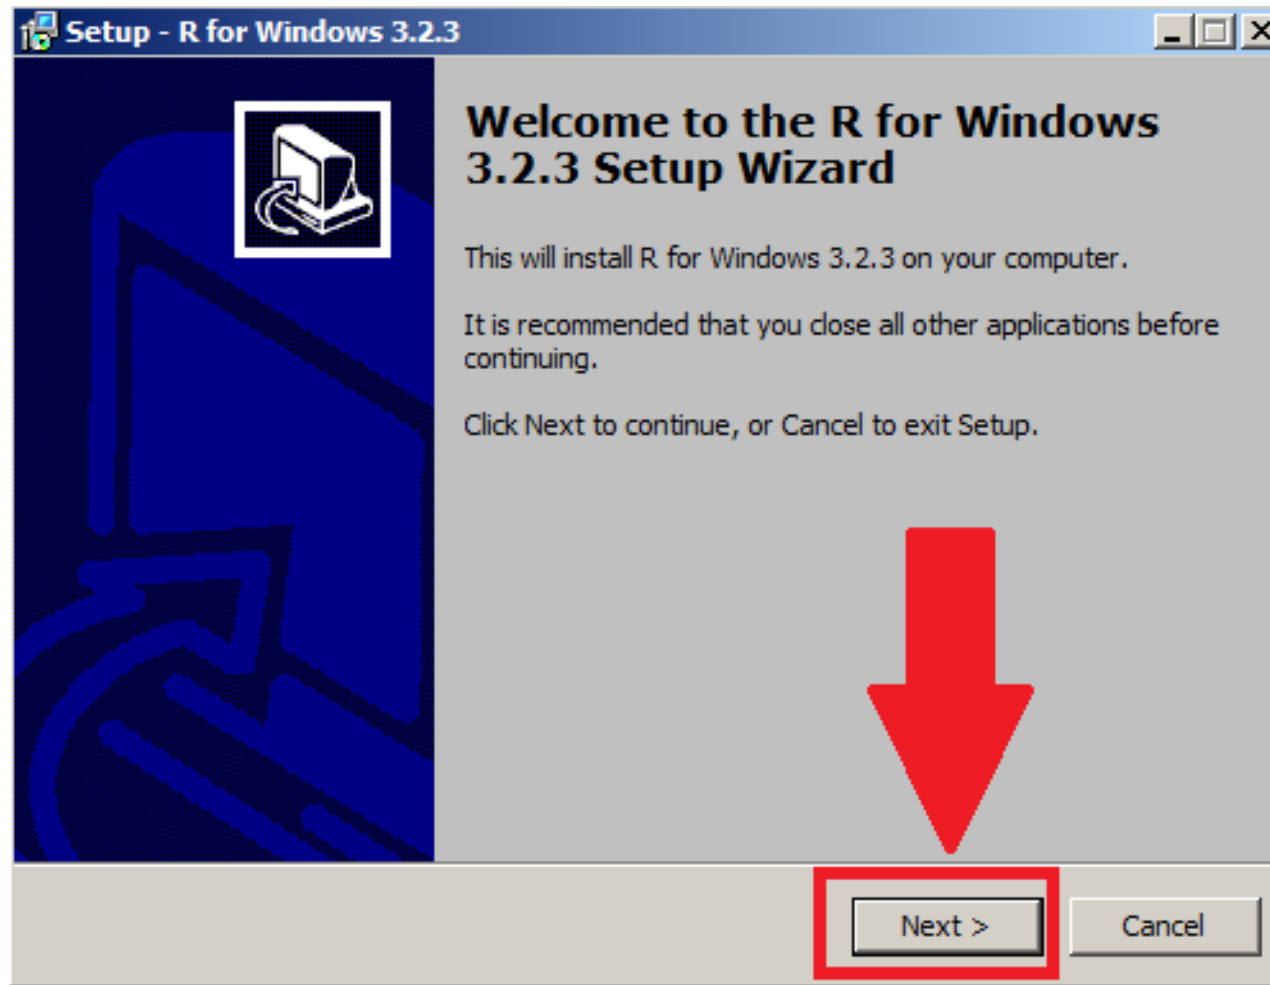 Setup - R for Windows 3.2.3
Welcome to the R for Windows
3.2.3 Setup Wizard
This will install R for Windows 3.2.3 on your computer.
It is recommended that you close all other applications before
continuing.
Click Next to continue, or Cancel to exit Setup.
Next >
Cancel